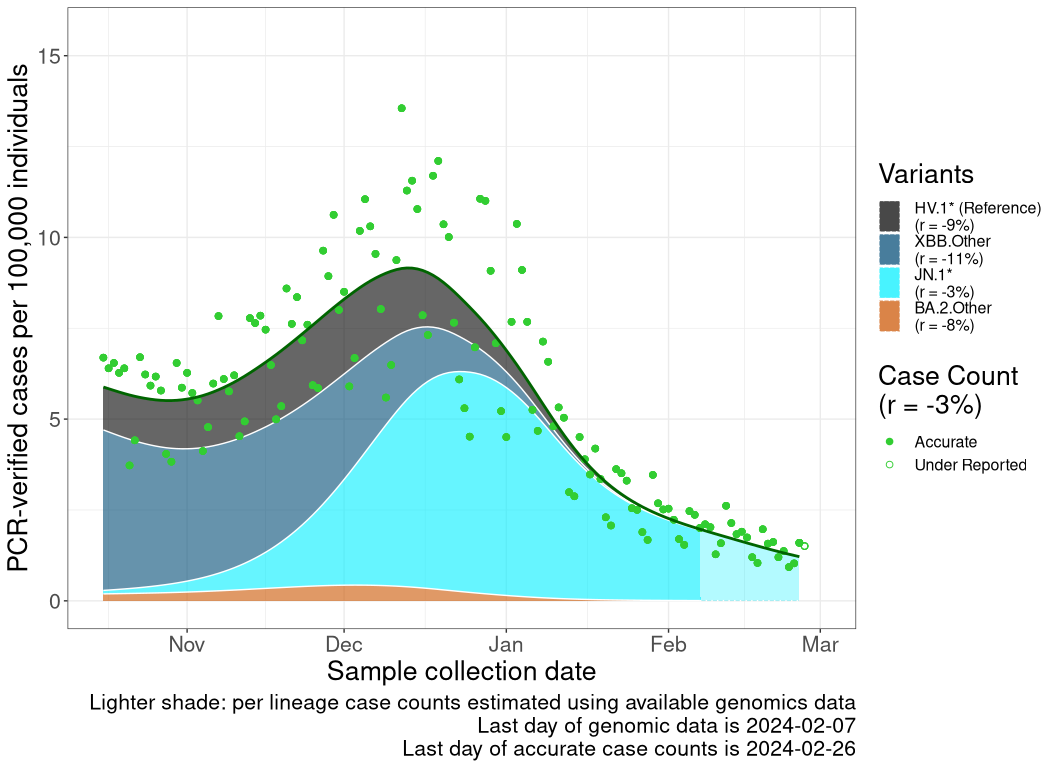 PCR-verified cases per 100,000 individuals
15
10
5
0
Nov
Dec
Jan
Feb
Mar
Sample collection date
Lighter shade: per lineage case counts estimated using available genomics data
Last day of genomic data is 2024-02-07
Last day of accurate case counts is 2024-02-26
Variants
HV.1* (Reference)
(r = -9%)
XBB.Other
(r = -11%)
JN.1*
(r = -3%)
BA.2.Other
(r = -8%)
Case Count
(r = -3%)
Accurate
Under Reported